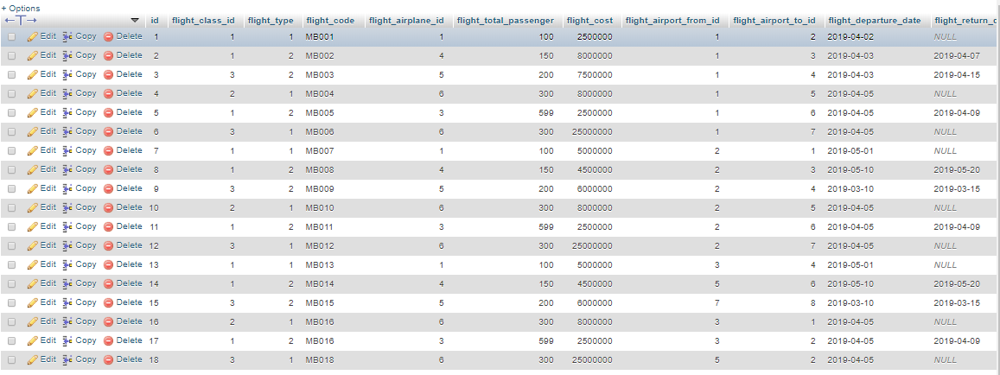 + Options
←T→ ▼ id flight_class_id flight_type flight_code flight_airplane_id flight_total_passenger flight_cost flight_airport_from_id flight_airport_to_id flight_departure_date flight_return_d
Edit Copy Delete 1 1 1 MB001 1 100 2500000 1 2 2019-04-02 NULL
Edit Copy Delete 2 1 2 MB002 4 150 8000000 1 3 2019-04-03 2019-04-07
Edit Copy Delete 3 3 2 MB003 5 200 7500000 1 4 2019-04-03 2019-04-15
Edit Copy Delete 4 2 1 MB004 6 300 8000000 1 5 2019-04-05 NULL
Edit Copy Delete 5 1 2 MB005 3 599 2500000 1 6 2019-04-05 2019-04-09
Edit Copy Delete 6 3 1 MB006 6 300 25000000 1 7 2019-04-05 NULL
Edit Copy Delete 7 1 1 MB007 1 100 5000000 2 1 2019-05-01 NULL
Edit Copy Delete 8 1 2 MB008 4 150 4500000 2 3 2019-05-10 2019-05-20
Edit Copy Delete 9 3 2 MB009 5 200 6000000 2 4 2019-03-10 2019-03-15
Edit Copy Delete 10 2 1 MB010 6 300 8000000 2 5 2019-04-05 NULL
Edit Copy Delete 11 1 2 MB011 3 599 2500000 2 6 2019-04-05 2019-04-09
Edit Copy Delete 12 3 1 MB012 6 300 25000000 2 7 2019-04-05 NULL
Edit Copy Delete 13 1 1 MB013 1 100 5000000 3 4 2019-05-01 NULL
Edit Copy Delete 14 1 2 MB014 4 150 4500000 5 6 2019-05-10 2019-05-20
Edit Copy Delete 15 3 2 MB015 5 200 6000000 7 8 2019-03-10 2019-03-15
Edit Copy Delete 16 2 1 MB016 6 300 8000000 3 1 2019-04-05 NULL
Edit Copy Delete 17 1 2 MB016 3 599 2500000 3 2 2019-04-05 2019-04-09
Edit Copy Delete 18 3 1 MB018 6 300 25000000 5 2 2019-04-05 NULL